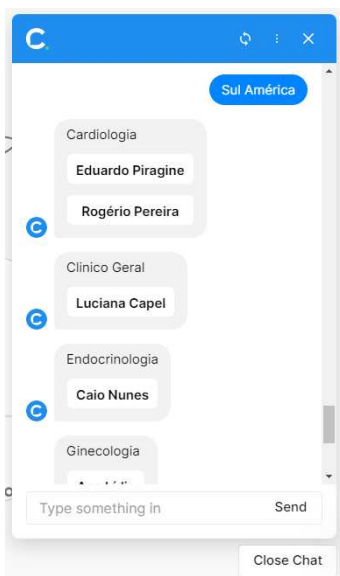 C.
Sul América
Cardiologia
Eduardo Piragine
Rogério Pereira
C
Clinico Geral
Luciana Capel
C
Endocrinologia
Caio Nunes
C
Ginecologia
Type something in
Send
Close Chat